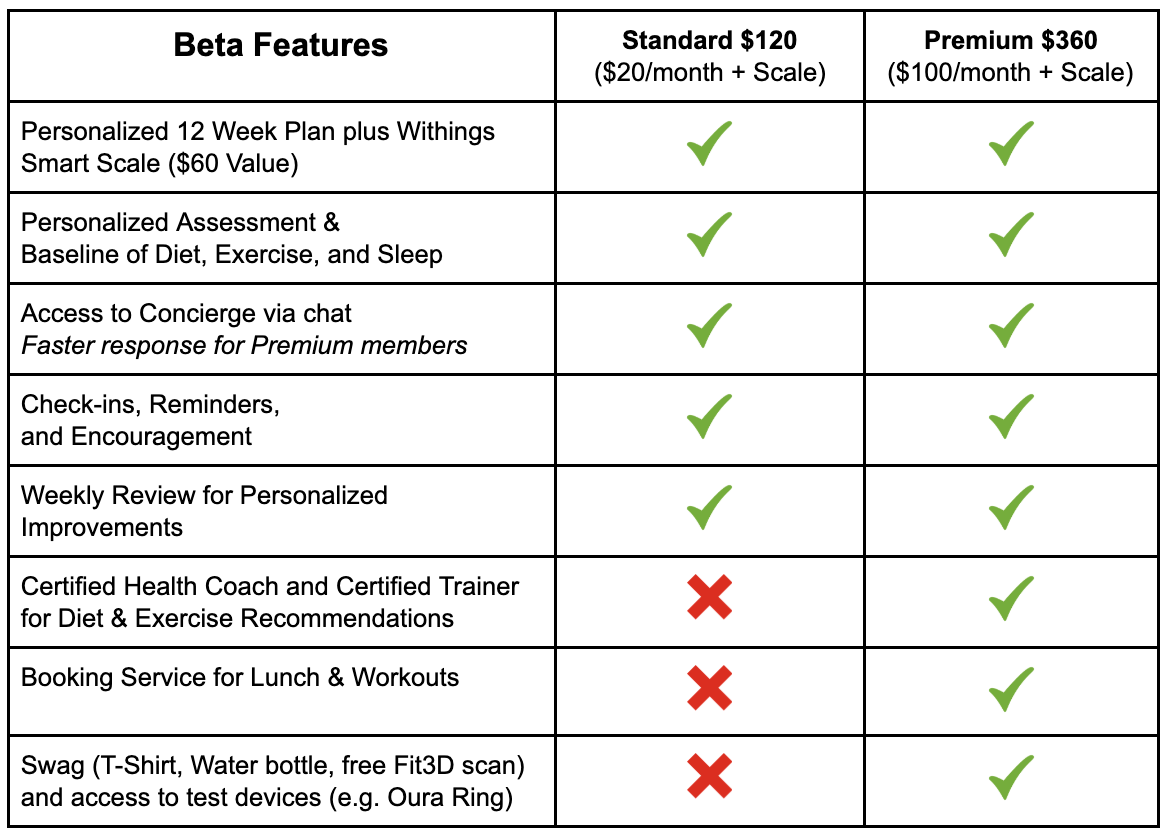 Beta Features
Standard $120
($20/month + Scale)
Premium $360
($100/month + Scale)
Personalized 12 Week Plan plus Withings
Smart Scale ($60 Value)
Personalized Assessment &
Baseline of Diet, Exercise, and Sleep
Access to Concierge via chat
Faster response for Premium members
Check-ins, Reminders,
and Encouragement
Weekly Review for Personalized
Improvements
Certified Health Coach and Certified Trainer
for Diet & Exercise Recommendations
Booking Service for Lunch & Workouts
Swag (T-Shirt, Water bottle, free Fit3D scan)
and access to test devices (e.g. Oura Ring)